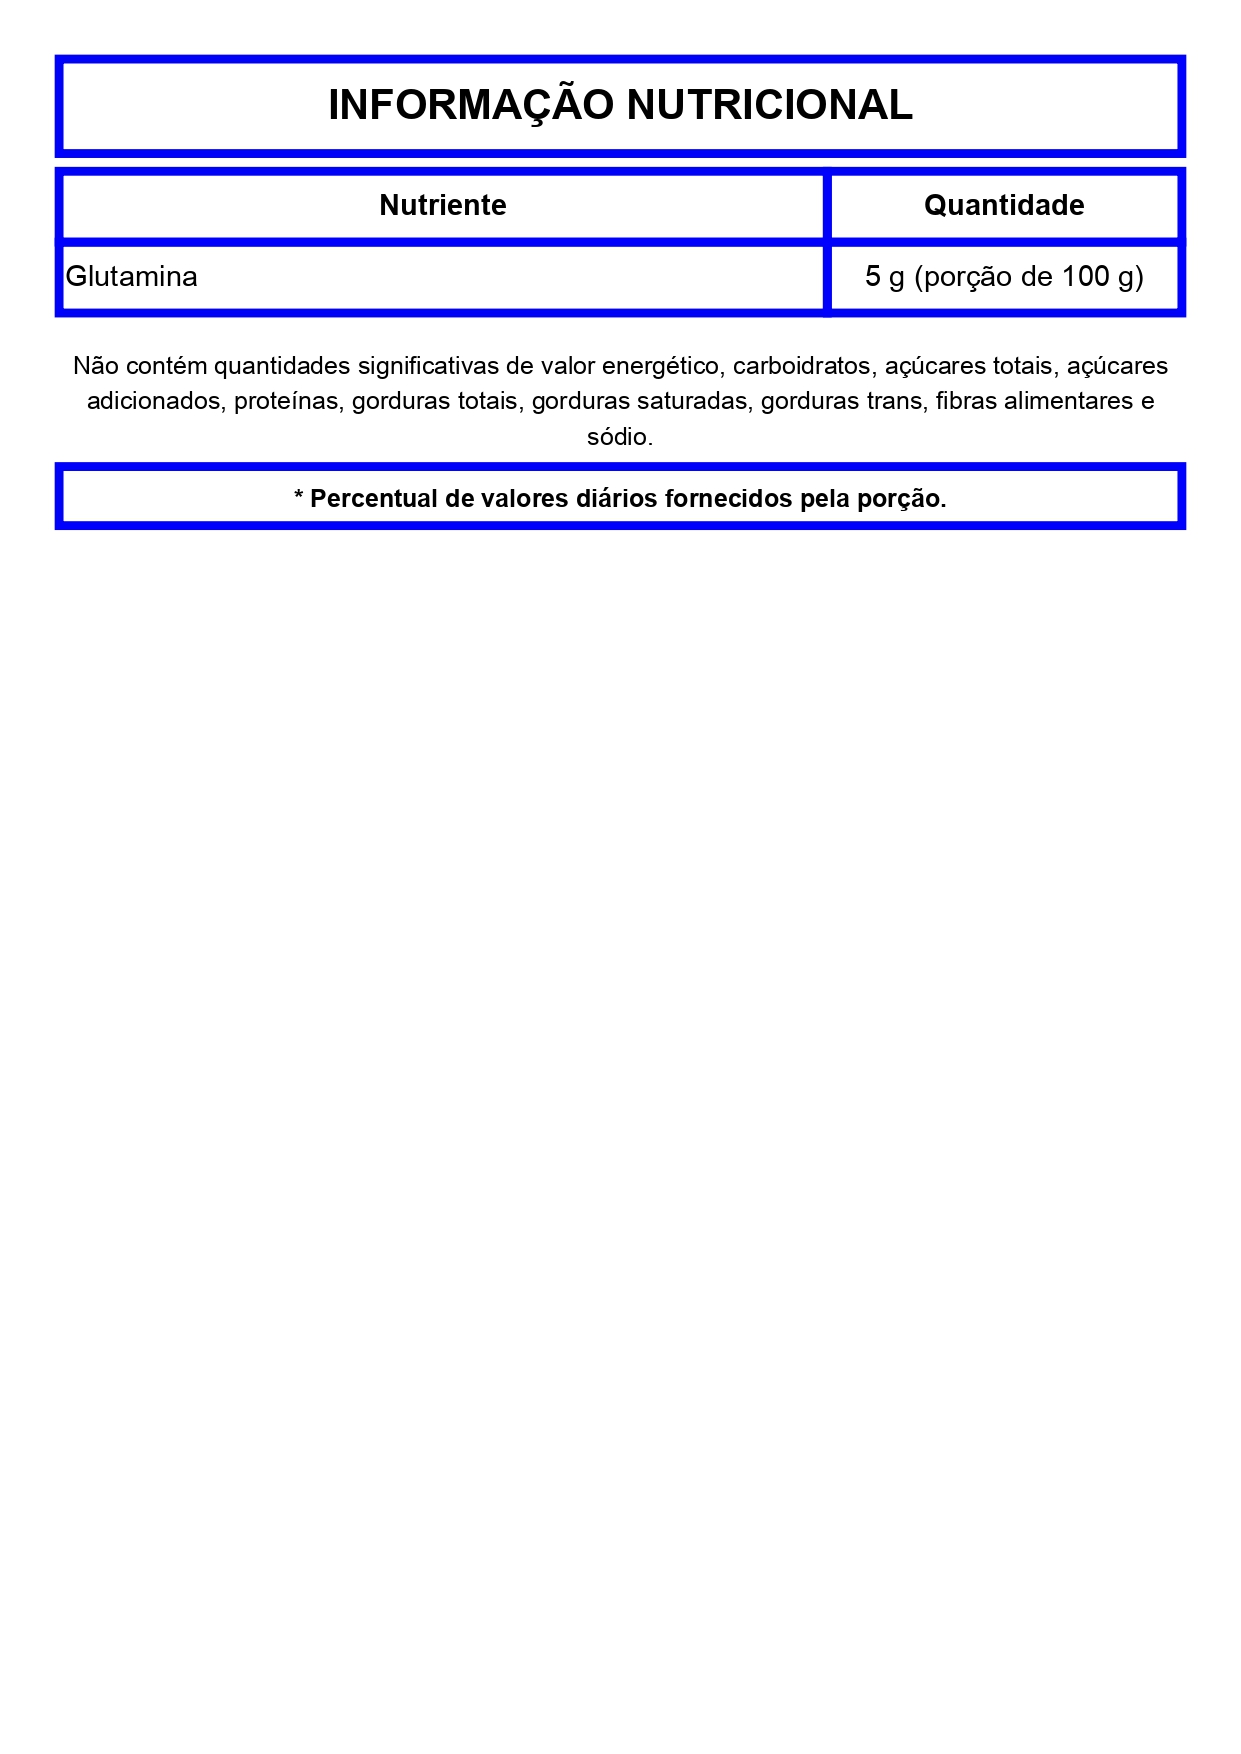 INFORMAÇÃO NUTRICIONAL
Nutriente Quantidade
Glutamina 5 g (porção de 100 g)
Não contém quantidades significativas de valor energético, carboidratos, açúcares totais, açúcares
adicionados, proteínas, gorduras totais, gorduras saturadas, gorduras trans, fibras alimentares e
sódio.
* Percentual de valores diários fornecidos pela porção.